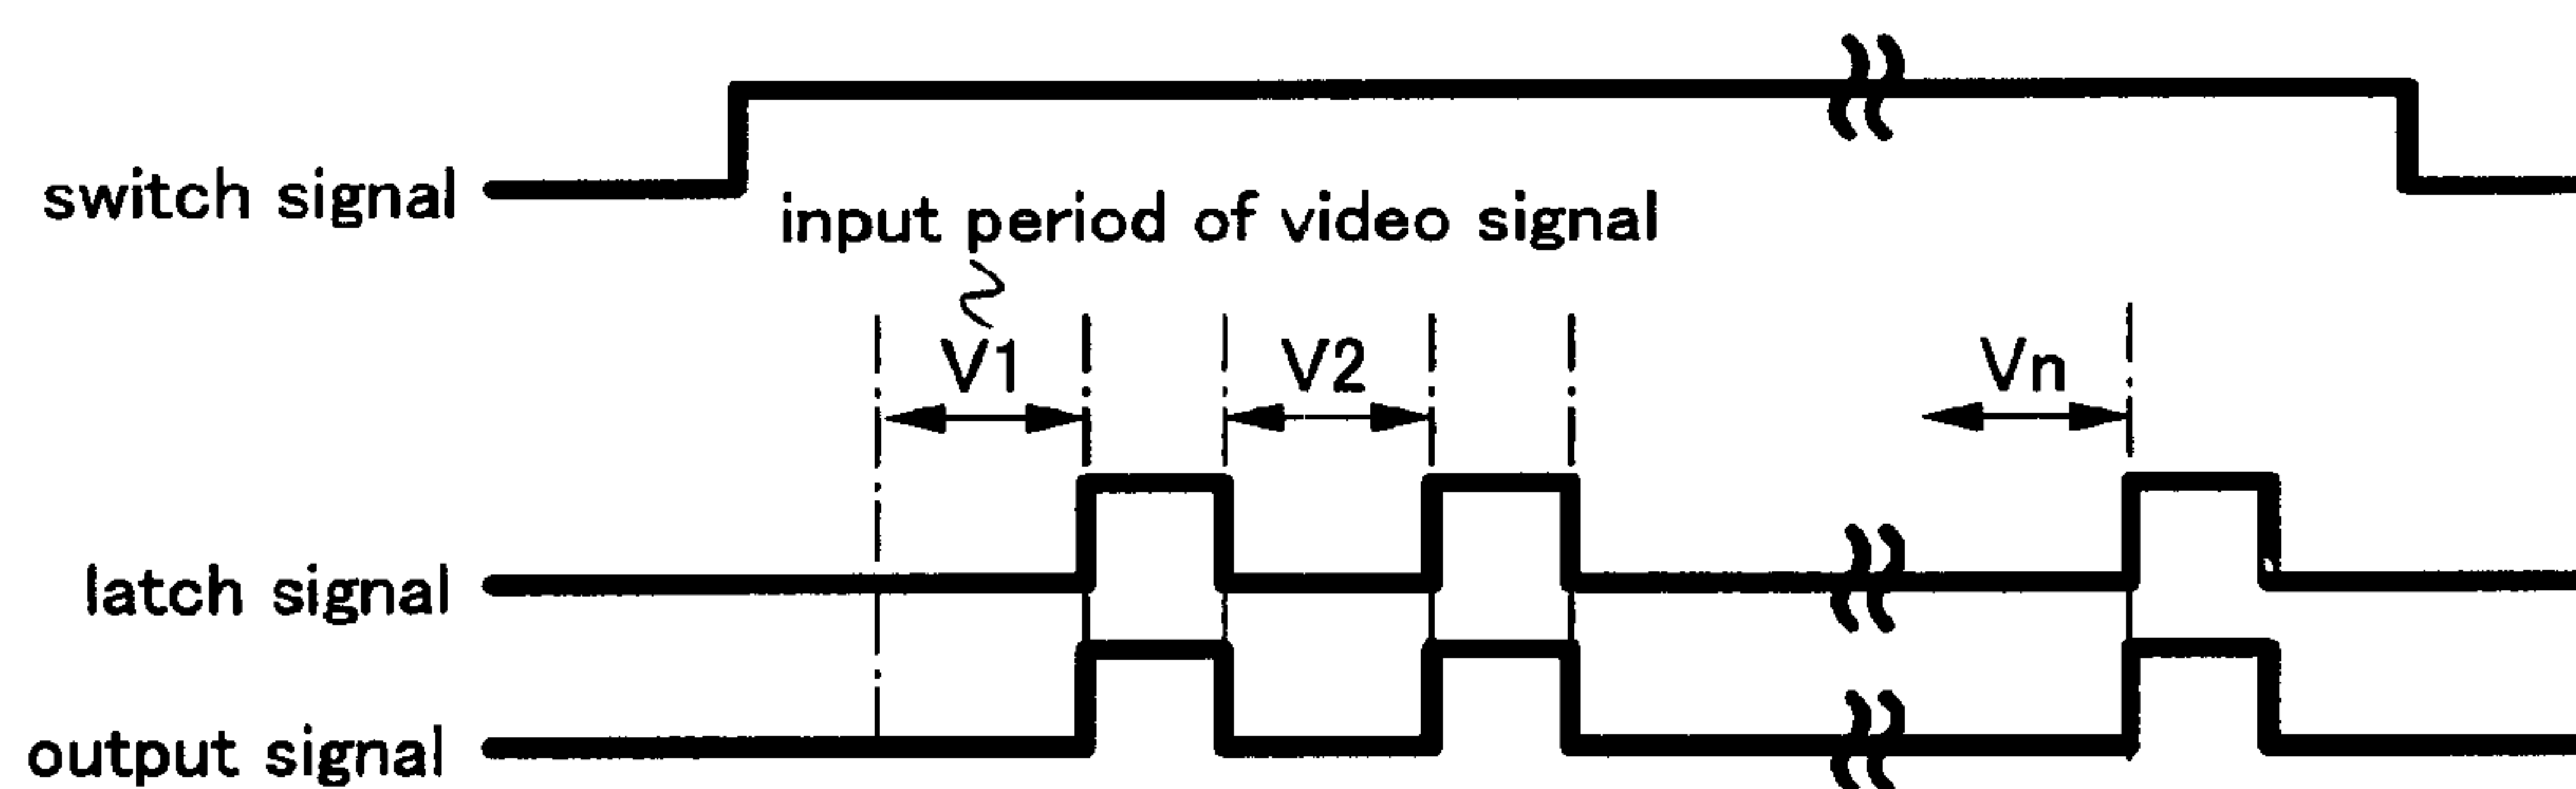 switch signal
input period of video signal
V1
V2
Vn
latch signal
output signal